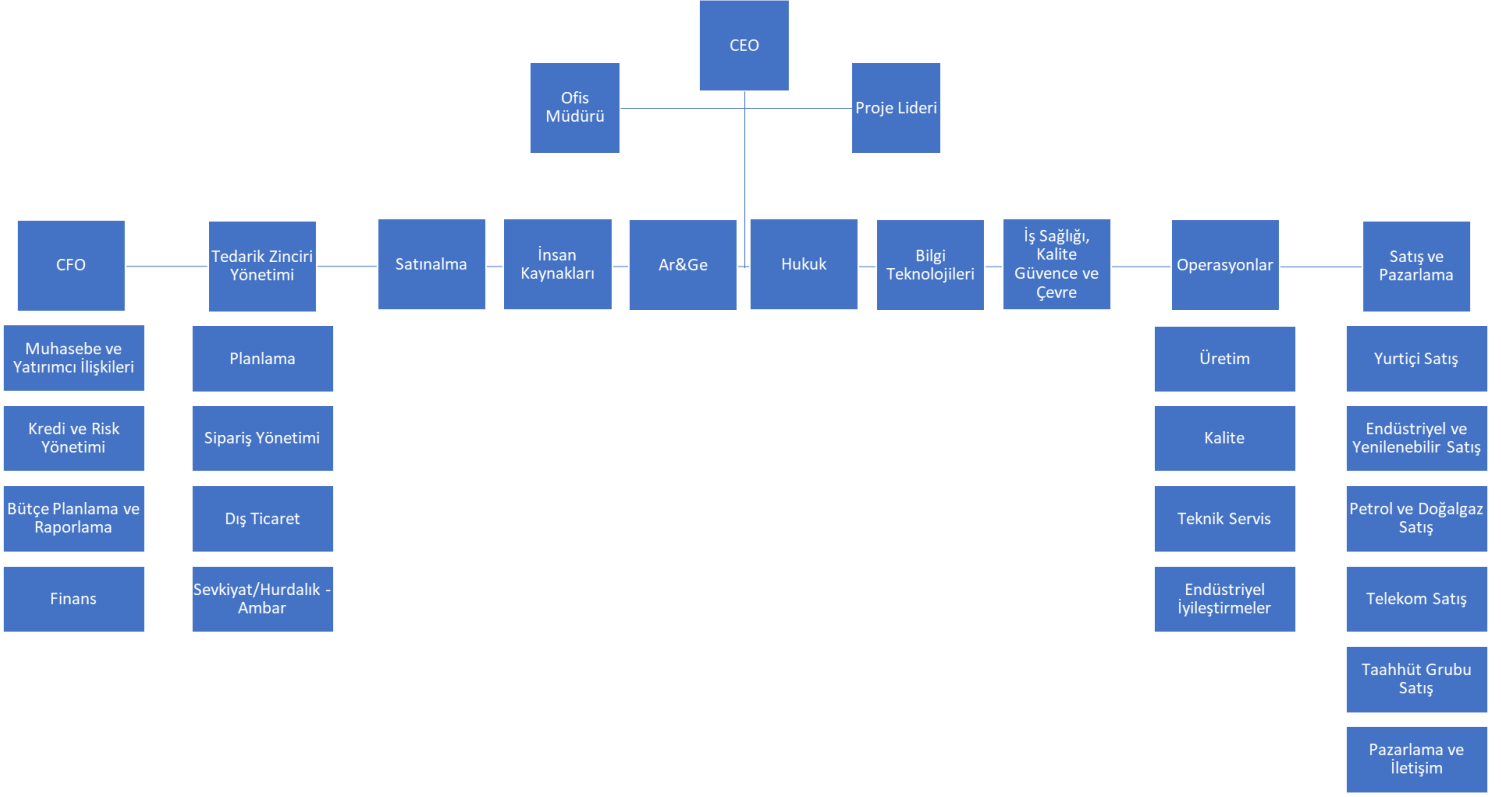 CEO
Ofis
Müdürü
Proje Lideri
CFO
Tedarik Zinciri
Yönetimi
Satınalma
İnsan
Kaynakları
Ar&Ge
Hukuk
Bilgi
Teknolojileri
İş Sağlığı,
Kalite
Güvence ve
Çevre
Operasyonlar
Satış ve
Pazarlama
Muhasebe ve
Yatırımcı İlişkileri
Kredi ve Risk
Yönetimi
Bütçe Planlama ve
Raporlama
Finans
Planlama
Sipariş Yönetimi
Dış Ticaret
Sevkiyat/Hurdalık -
Ambar
Üretim
Kalite
Teknik Servis
Endüstriyel
İyileştirmeler
Yurtiçi Satış
Endüstriyel ve
Yenilenebilir Satış
Petrol ve Doğalgaz
Satış
Telekom Satış
Taahhüt Grubu
Satış
Pazarlama ve
İletişim